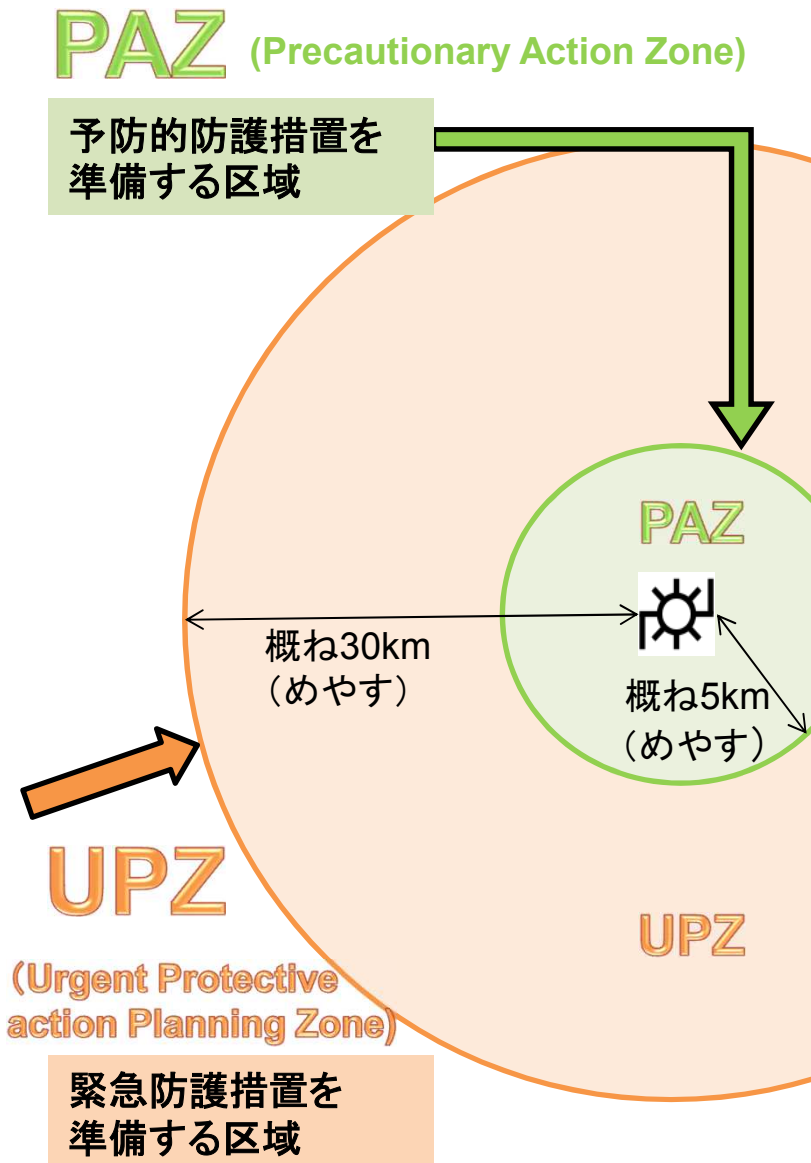 PAZ (Precautionary Action Zone)
予防的防護措置を
準備する区域
PAZ
概ね30km
（めやす）
概ね5km
（めやす）
UPZ
（Urgent Protective
action Planning Zone)
UPZ
緊急防護措置を
準備する区域